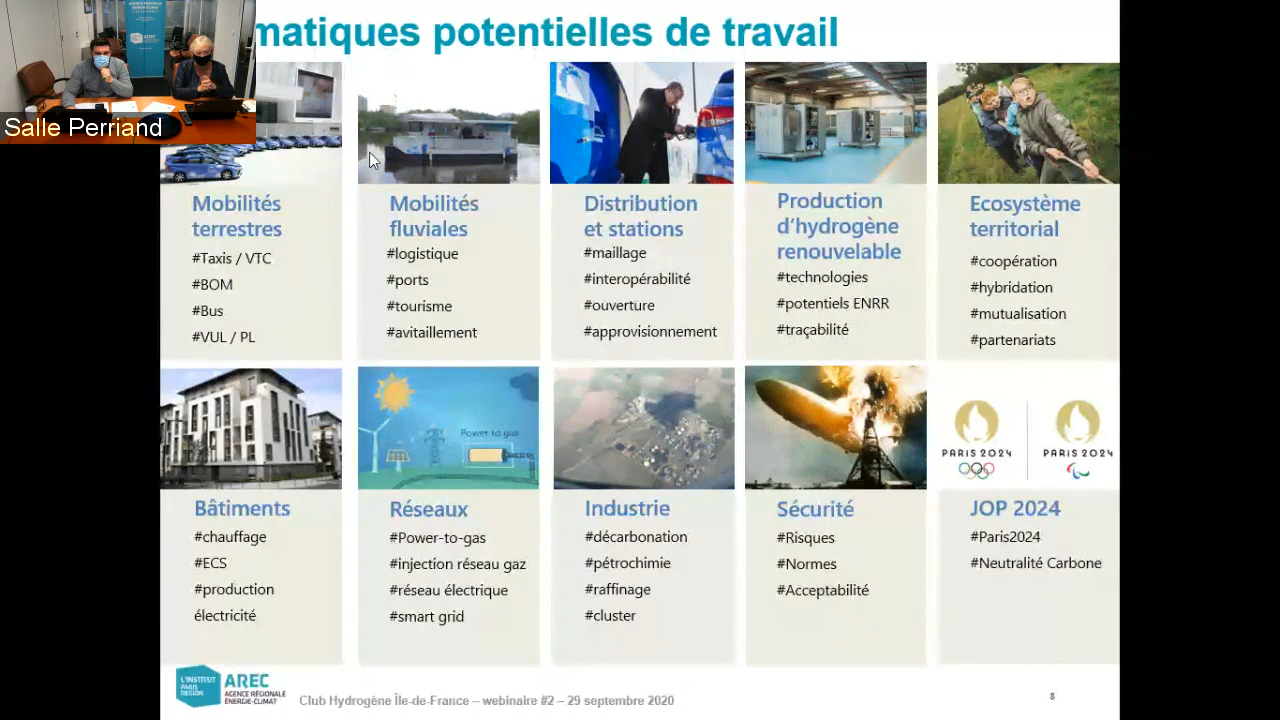 matiques potentielles de travail
AGENCE RÉGIONALE
ÉNERGIE-CLIMAT
AREC
Salle Perriand
Mobilités
terrestres
#Taxis / VTC
#BOM
#Bus
#VUL / PL
Mobilités
fluviales
#logistique
#ports
#tourisme
#avitaillement
Distribution
et stations
#maillage
#interopérabilité
#ouverture
#approvisionnement
Production
d'hydrogène
renouvelable
#technologies
#potentiels ENRR
#traçabilité
Ecosystème
territorial
#coopération
#hybridation
#mutualisation
#partenariats
Power to gas
PARIS 2024
PARIS 2024
Bâtiments
#chauffage
#ECS
#production
électricité
Réseaux
#Power-to-gas
#injection réseau gaz
#réseau électrique
#smart grid
Industrie
#décarbonation
#pétrochimie
#raffinage
#cluster
Sécurité
#Risques
#Normes
#Acceptabilité
JOP 2024
#Paris2024
#Neutralité Carbone
L'INSTITUT
PARIS
REGION
AREC
AGENCE RÉGIONALE
ÉNERGIE-CLIMAT
Club Hydrogène Île-de-France – webinaire #2 – 29 septembre 2020
8